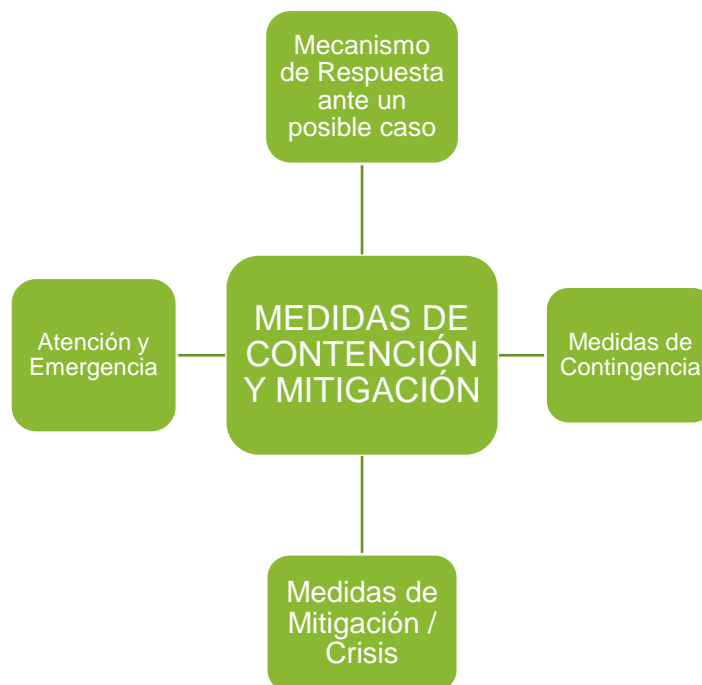 Mecanismo
de Respuesta
ante un
posible caso
Atención y
Emergencia
MEDIDAS DE
CONTENCIÓN
Y MITIGACIÓN
Medidas de
Contingencia
Medidas de
Mitigación /
Crisis